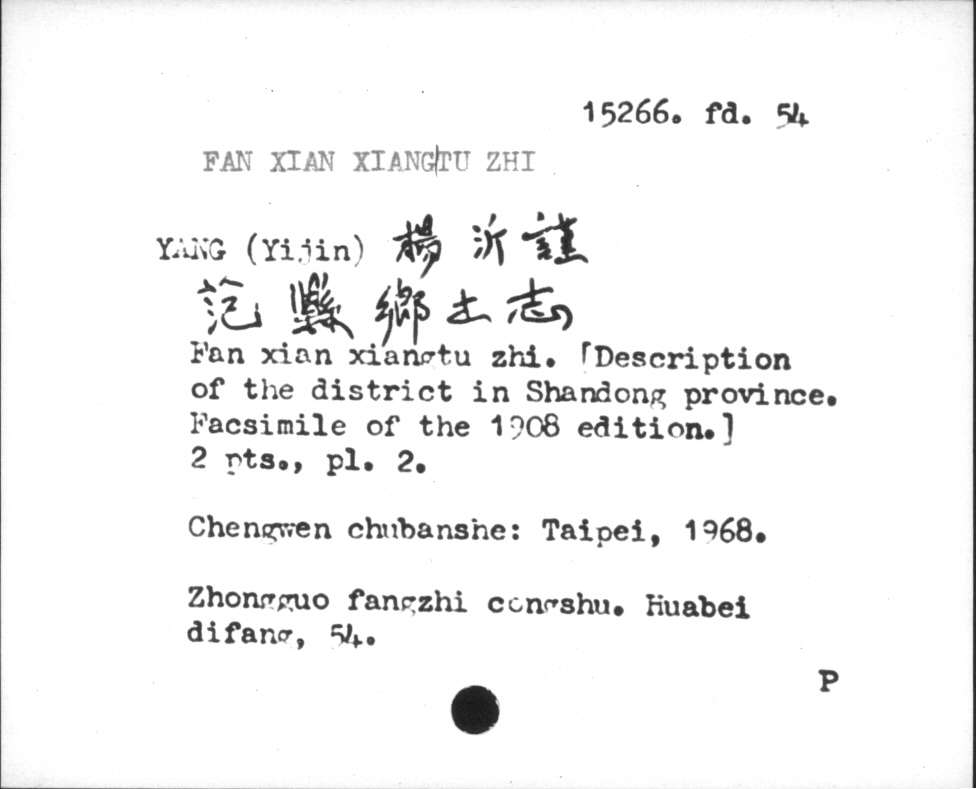 15266. fd. 54
FAN XIAN XIANG|TU ZHI
YANG (Yijin) 楊 沂 謹
范 縣 鄉 土 志
Fan xian xiangtu zhi. [Description
of the district in Shandong province.
Facsimile of the 1908 edition.]
2 pts., pl. 2.
Chengwen chubanshe: Taipei, 1968.
Zhongguo fangzhi congshu. Huabei
difang, 54.
P